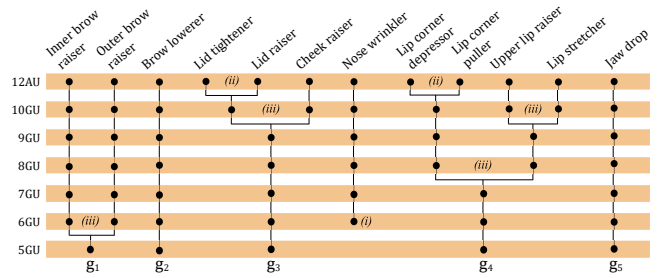 Inner brow raiser
Outer brow raiser
Brow lowerer
Lid tightener
Lid raiser
Cheek raiser
Nose wrinkler
Lip corner depressor
Lip corner puller
Upper lip raiser
Lip stretcher
Jaw drop
12AU (ii) (ii)
10GU (iii) (iii)
9GU
8GU (iii)
7GU
6GU (iii) (i)
5GU
g1 g2 g3 g4 g5